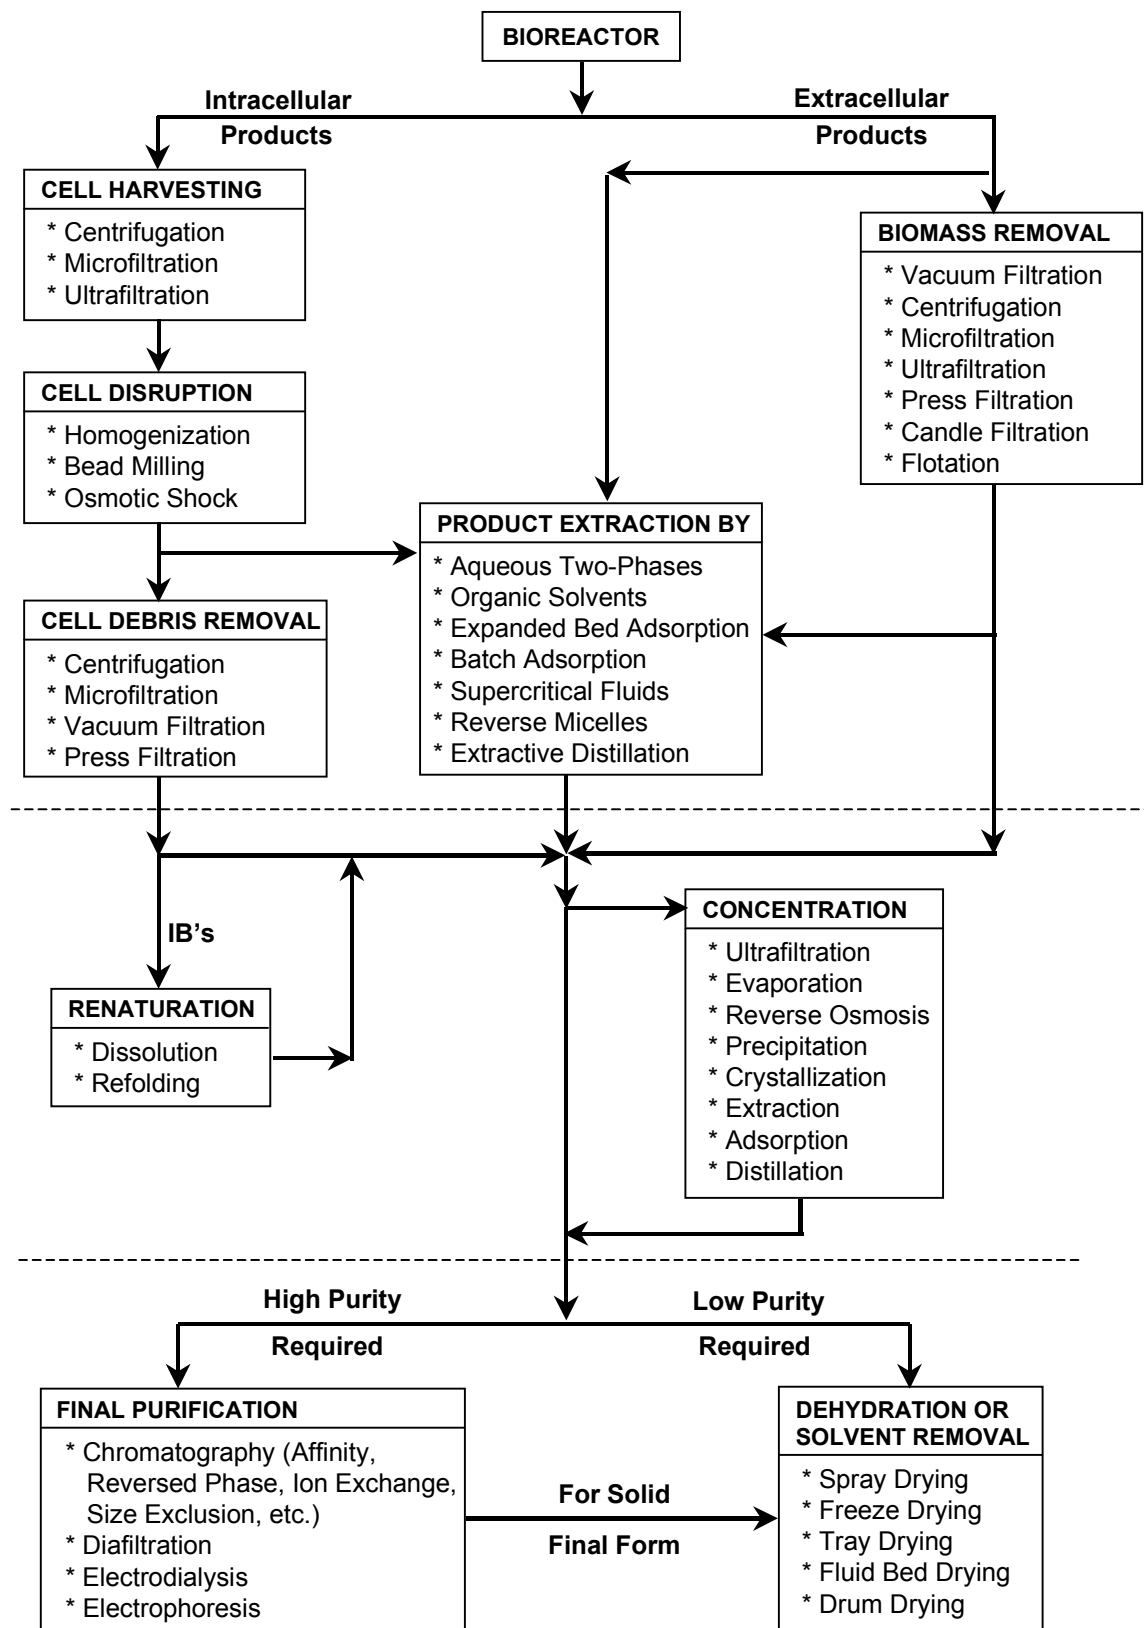 BIOREACTOR
Intracellular
Products
Extracellular
Products
CELL HARVESTING
* Centrifugation
* Microfiltration
* Ultrafiltration
BIOMASS REMOVAL
* Vacuum Filtration
* Centrifugation
* Microfiltration
* Ultrafiltration
* Press Filtration
* Candle Filtration
* Flotation
CELL DISRUPTION
* Homogenization
* Bead Milling
* Osmotic Shock
PRODUCT EXTRACTION BY
* Aqueous Two-Phases
* Organic Solvents
* Expanded Bed Adsorption
* Batch Adsorption
* Supercritical Fluids
* Reverse Micelles
* Extractive Distillation
CELL DEBRIS REMOVAL
* Centrifugation
* Microfiltration
* Vacuum Filtration
* Press Filtration
IB's
RENATURATION
* Dissolution
* Refolding
CONCENTRATION
* Ultrafiltration
* Evaporation
* Reverse Osmosis
* Precipitation
* Crystallization
* Extraction
* Adsorption
* Distillation
High Purity
Required
Low Purity
Required
FINAL PURIFICATION
* Chromatography (Affinity,
Reversed Phase, Ion Exchange,
Size Exclusion, etc.)
* Diafiltration
* Electrodialysis
* Electrophoresis
For Solid
Final Form
DEHYDRATION OR
SOLVENT REMOVAL
* Spray Drying
* Freeze Drying
* Tray Drying
* Fluid Bed Drying
* Drum Drying